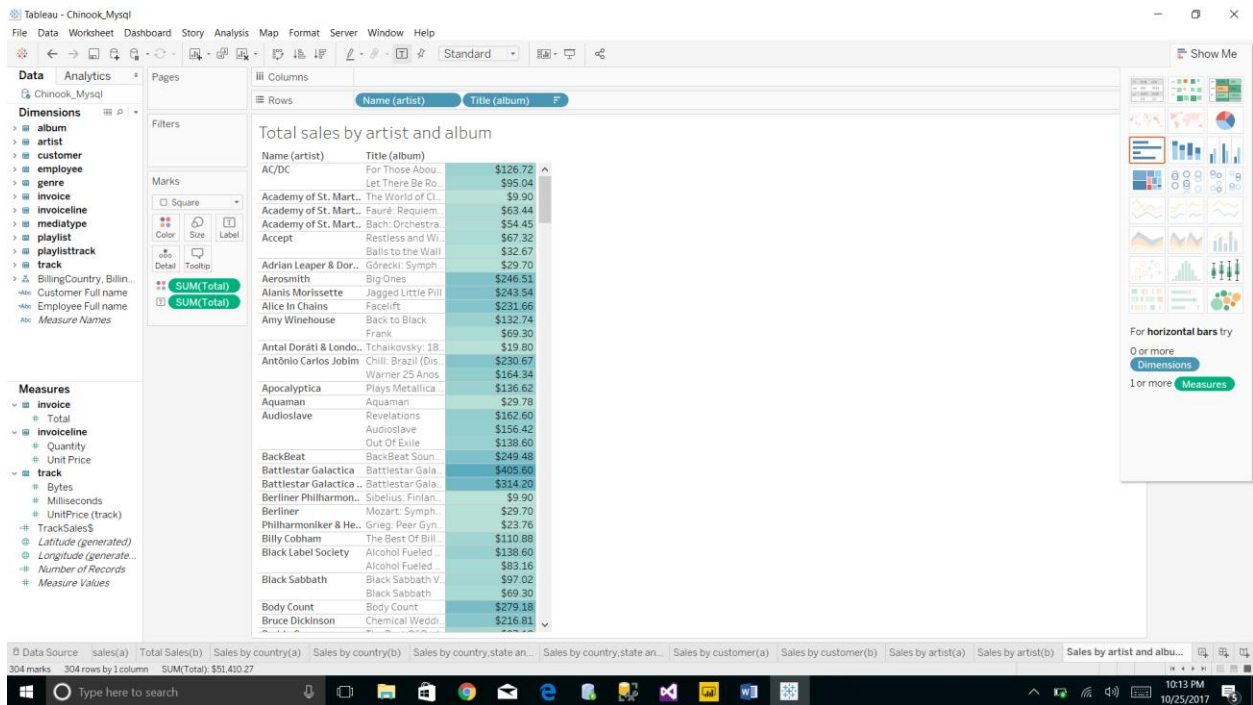 Tableau - Chinook_Mysql
File Data Worksheet Dashboard Story Analysis Map Format Server Window Help
Standard
Show Me
Data Analytics
Chinook_Mysql
Dimensions
album
artist
customer
employee
genre
invoice
invoiceline
mediatype
playlist
playlisttrack
track
BillingCountry, Billin...
Abc Customer Full name
Abc Employee Full name
Abc Measure Names
Measures
invoice
# Total
invoiceline
# Quantity
# Unit Price
track
# Bytes
# Milliseconds
# UnitPrice (track)
TrackSales$
Latitude (generated)
Longitude (generate...
Number of Records
# Measure Values
Pages
Filters
Marks
Square
Color Size Label
Detail Tooltip
SUM(Total)
SUM(Total)
Columns
Rows Name (artist) Title (album)
Total sales by artist and album
Name (artist) Title (album)
AC/DC For Those Abou.. $126.72
Let There Be Ro.. $95.04
Academy of St. Mart.. The World of Cl.. $9.90
Academy of St. Mart.. Fauré: Requiem.. $63.44
Academy of St. Mart.. Bach: Orchestra.. $54.45
Accept Restless and Wi.. $67.32
Balls to the Wall $32.67
Adrian Leaper & Dor.. Górecki: Symph.. $29.70
Aerosmith Big Ones $246.51
Alanis Morissette Jagged Little Pill $243.54
Alice In Chains Facelift $231.66
Amy Winehouse Back to Black $132.74
Frank $69.30
Antal Doráti & Londo.. Tchaikovsky: 18.. $19.80
Antônio Carlos Jobim Chill: Brazil (Dis.. $230.67
Warner 25 Anos $164.34
Apocalyptica Plays Metallica.. $136.62
Aquaman Aquaman $29.78
Audioslave Revelations $162.60
Audioslave $156.42
Out Of Exile $138.60
BackBeat BackBeat Soun.. $249.48
Battlestar Galactica Battlestar Gala.. $405.60
Battlestar Galactica .. Battlestar Gala.. $314.20
Berliner Philharmon.. Sibelius: Finlan.. $9.90
Berliner Mozart: Symph.. $29.70
Philharmoniker & He.. Grieg: Peer Gyn.. $23.76
Billy Cobham The Best Of Bill.. $110.88
Black Label Society Alcohol Fueled .. $138.60
Alcohol Fueled .. $83.16
Black Sabbath Black Sabbath V.. $97.02
Black Sabbath $69.30
Body Count Body Count $279.18
Bruce Dickinson Chemical Weddi.. $216.81
For horizontal bars try
0 or more
Dimensions
1 or more Measures
Data Source sales(a) Total Sales(b) Sales by country(a) Sales by country(b) Sales by country,state an... Sales by country,state an... Sales by customer(a) Sales by customer(b) Sales by artist(a) Sales by artist(b) Sales by artist and albu...
304 marks 304 rows by 1 column SUM(Total): $51,410.27
Type here to search
10:13 PM
10/25/2017
5